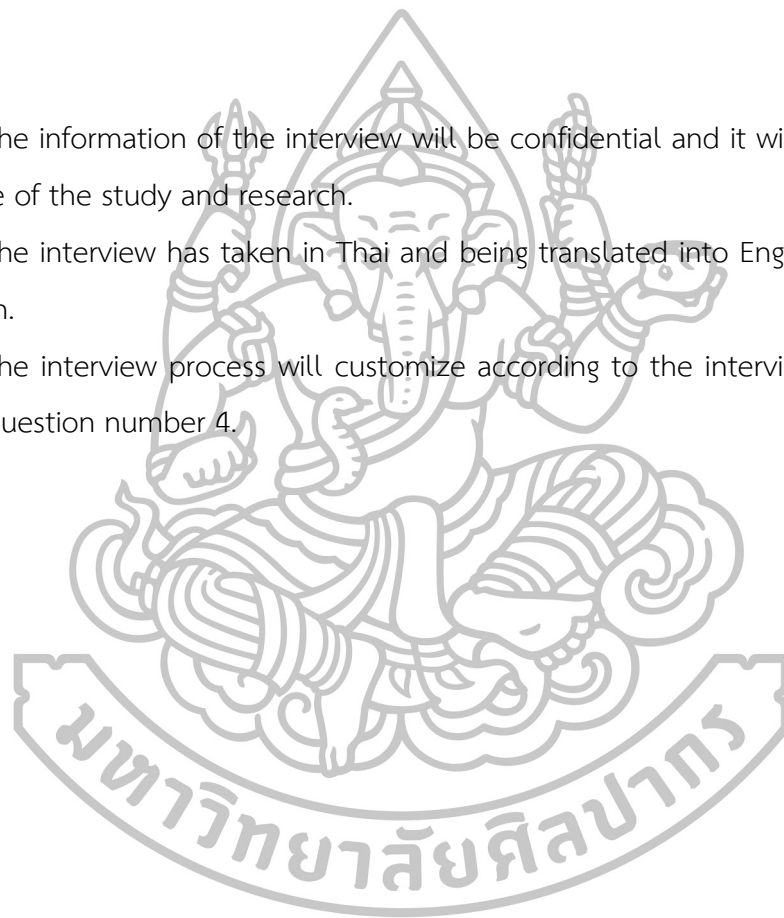 he information of the interview will be confidential and it wi
e of the study and research.
he interview has taken in Thai and being translated into Eng
n.
he interview process will customize according to the intervi
uestion number 4.
มหาวิทยาลัยศิลปากร